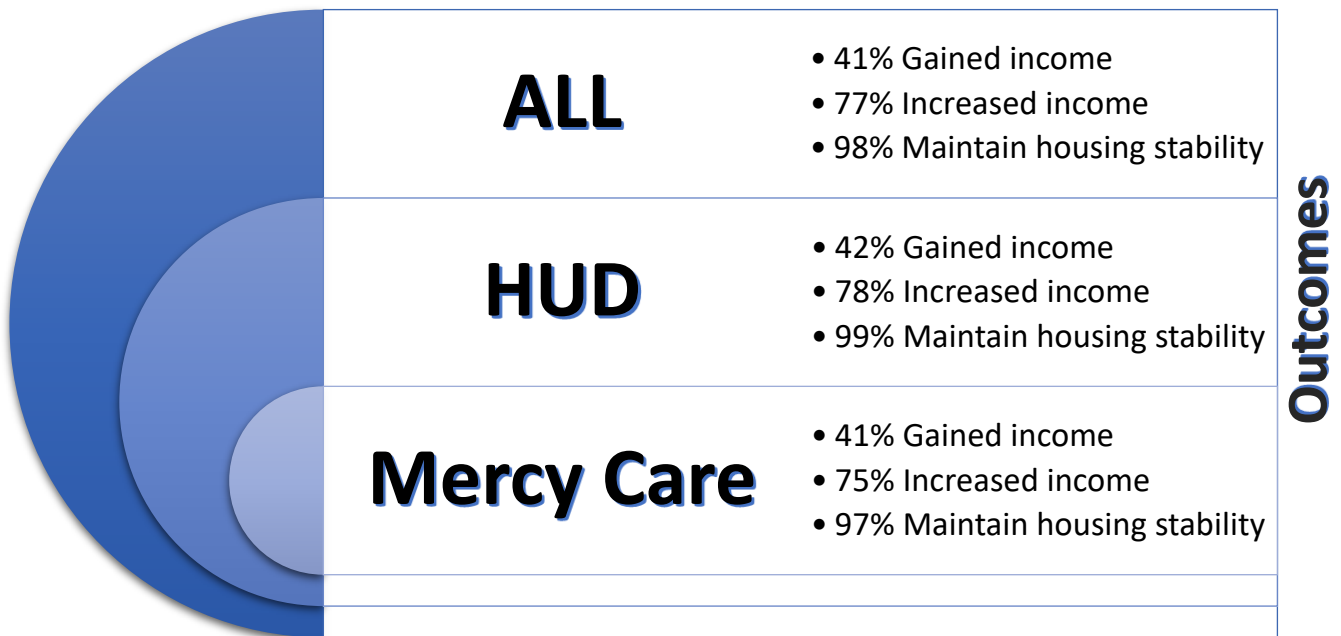 ALL
• 41% Gained income
• 77% Increased income
• 98% Maintain housing stability
HUD
• 42% Gained income
• 78% Increased income
• 99% Maintain housing stability
Mercy Care
• 41% Gained income
• 75% Increased income
• 97% Maintain housing stability
Outcomes